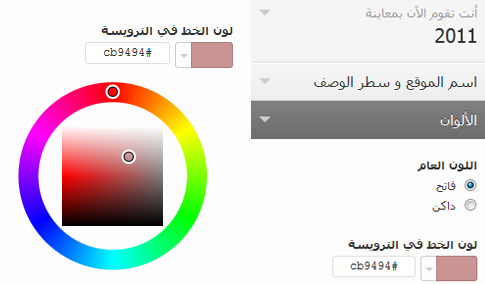 أنت تقوم الآن بمعاينة
2011
اسم الموقع و سطر الوصف
الألوان
اللون العام
فاتح
داكن
لون الخط في الترويسة
cb9494#
لون الخط في الترويسة
cb9494#